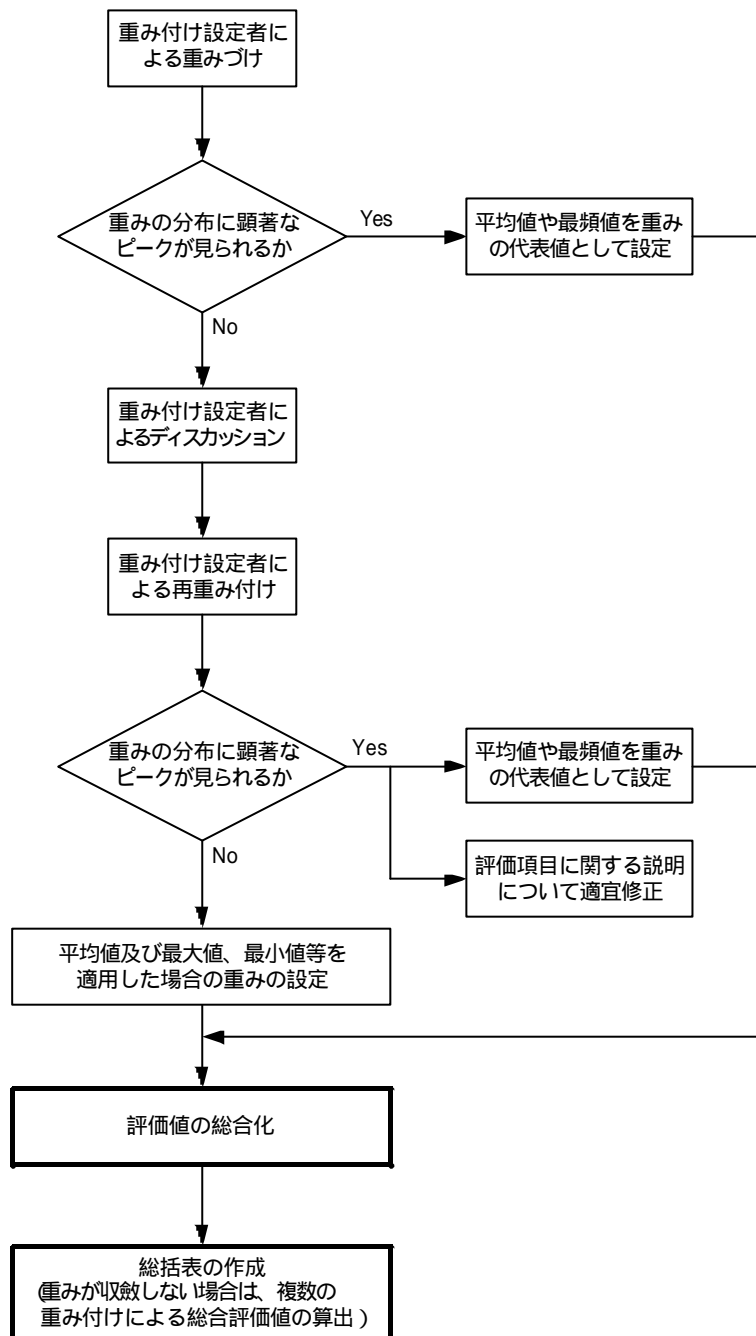 重み付け設定者に
よる重みづけ
重みの分布に顕著な
ピークが見られるか
Yes
平均値や最頻値を重み
の代表値として設定
No
重み付け設定者に
よるディスカッション
重み付け設定者に
よる再重み付け
重みの分布に顕著な
ピークが見られるか
Yes
平均値や最頻値を重み
の代表値として設定
評価項目に関する説明
について適宜修正
No
平均値及び最大値、最小値等を
適用した場合の重みの設定
評価値の総合化
総括表の作成
(重みが収斂しない場合は、複数の
重み付けによる総合評価値の算出)